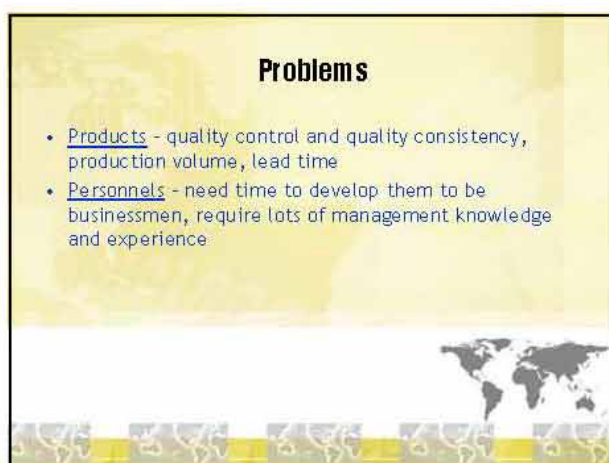 Problems
• Products - quality control and quality consistency,
production volume, lead time
• Personnels - need time to develop them to be
businessmen, require lots of management knowledge
and experience